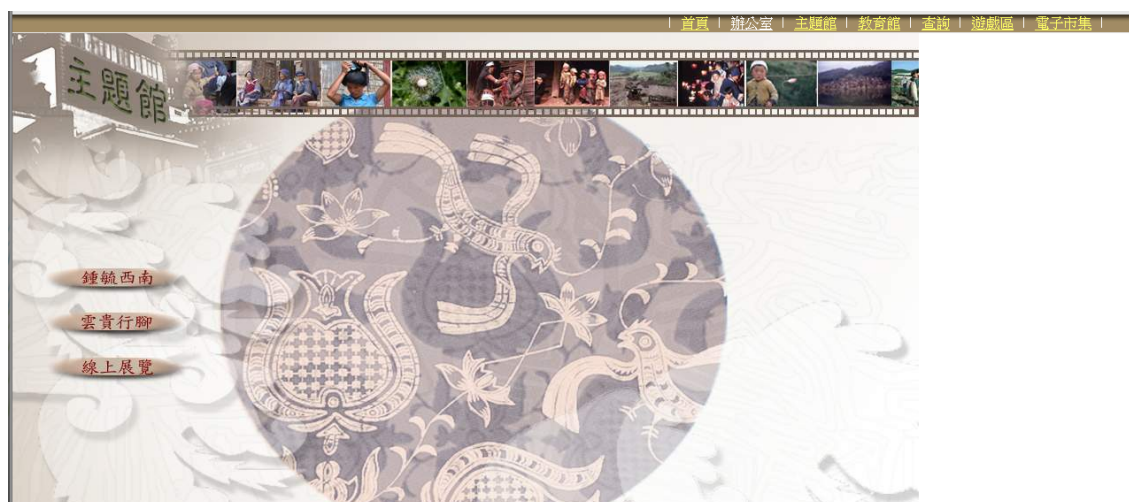 | 首頁 | 辦公室 | 主題館 | 教育館 | 查詢 | 遊戲區 | 電子市集 |
主題館
鍾毓西南
雲貴行腳
線上展覽